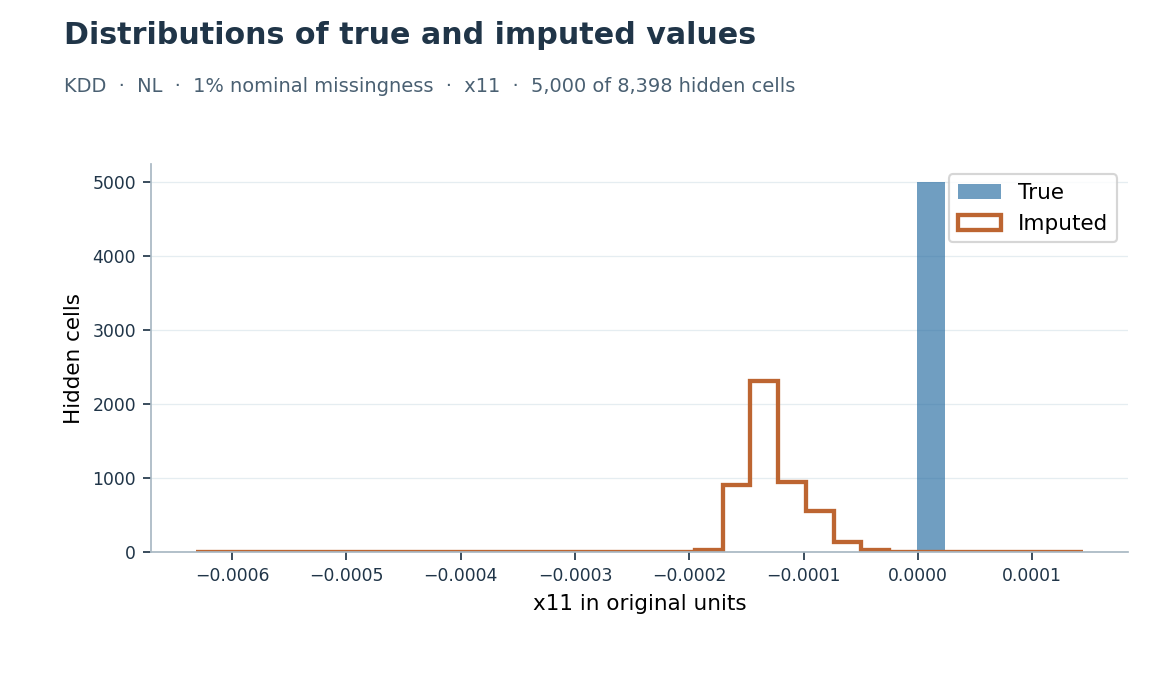 Distributions of true and imputed values
KDD · NL · 1% nominal missingness · x11 · 5,000 of 8,398 hidden cells
True
Imputed
Hidden cells
5000
4000
3000
2000
1000
0
−0.0006 −0.0005 −0.0004 −0.0003 −0.0002 −0.0001 0.0000 0.0001
x11 in original units